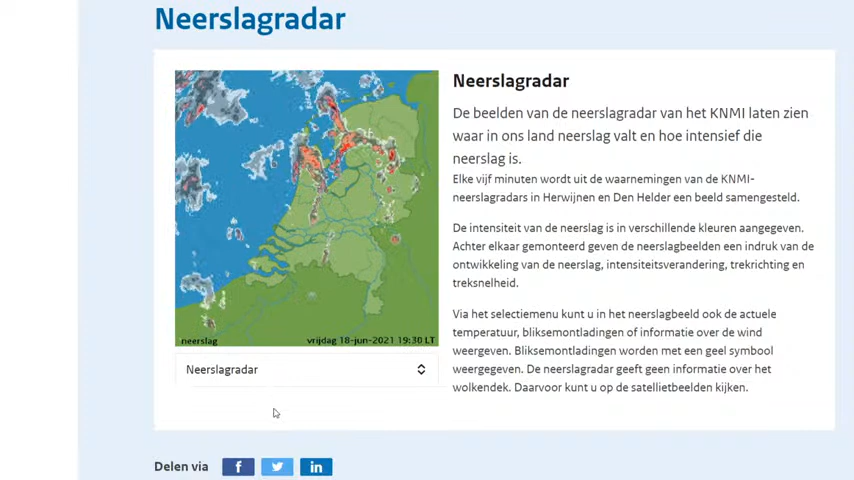 Neerslagradar
neerslag
vrijdag 18-jun-2021 19:30 LT
Neerslagradar
Neerslagradar
De beelden van de neerslagradar van het KNMI laten zien
waar in ons land neerslag valt en hoe intensief die
neerslag is.
Elke vijf minuten wordt uit de waarnemingen van de KNMI-
neerslagradars in Herwijnen en Den Helder een beeld samengesteld.
De intensiteit van de neerslag is in verschillende kleuren aangegeven.
Achter elkaar gemonteerd geven de neerslagbeelden een indruk van de
ontwikkeling van de neerslag, intensiteitsverandering, trekrichting en
treksnelheid.
Via het selectiemenu kunt u in het neerslagbeeld ook de actuele
temperatuur, bliksemontladingen of informatie over de wind
weergeven. Bliksemontladingen worden met een geel symbool
weergegeven. De neerslagradar geeft geen informatie over het
wolkendek. Daarvoor kunt u op de satellietbeelden kijken.
Delen via
f
in